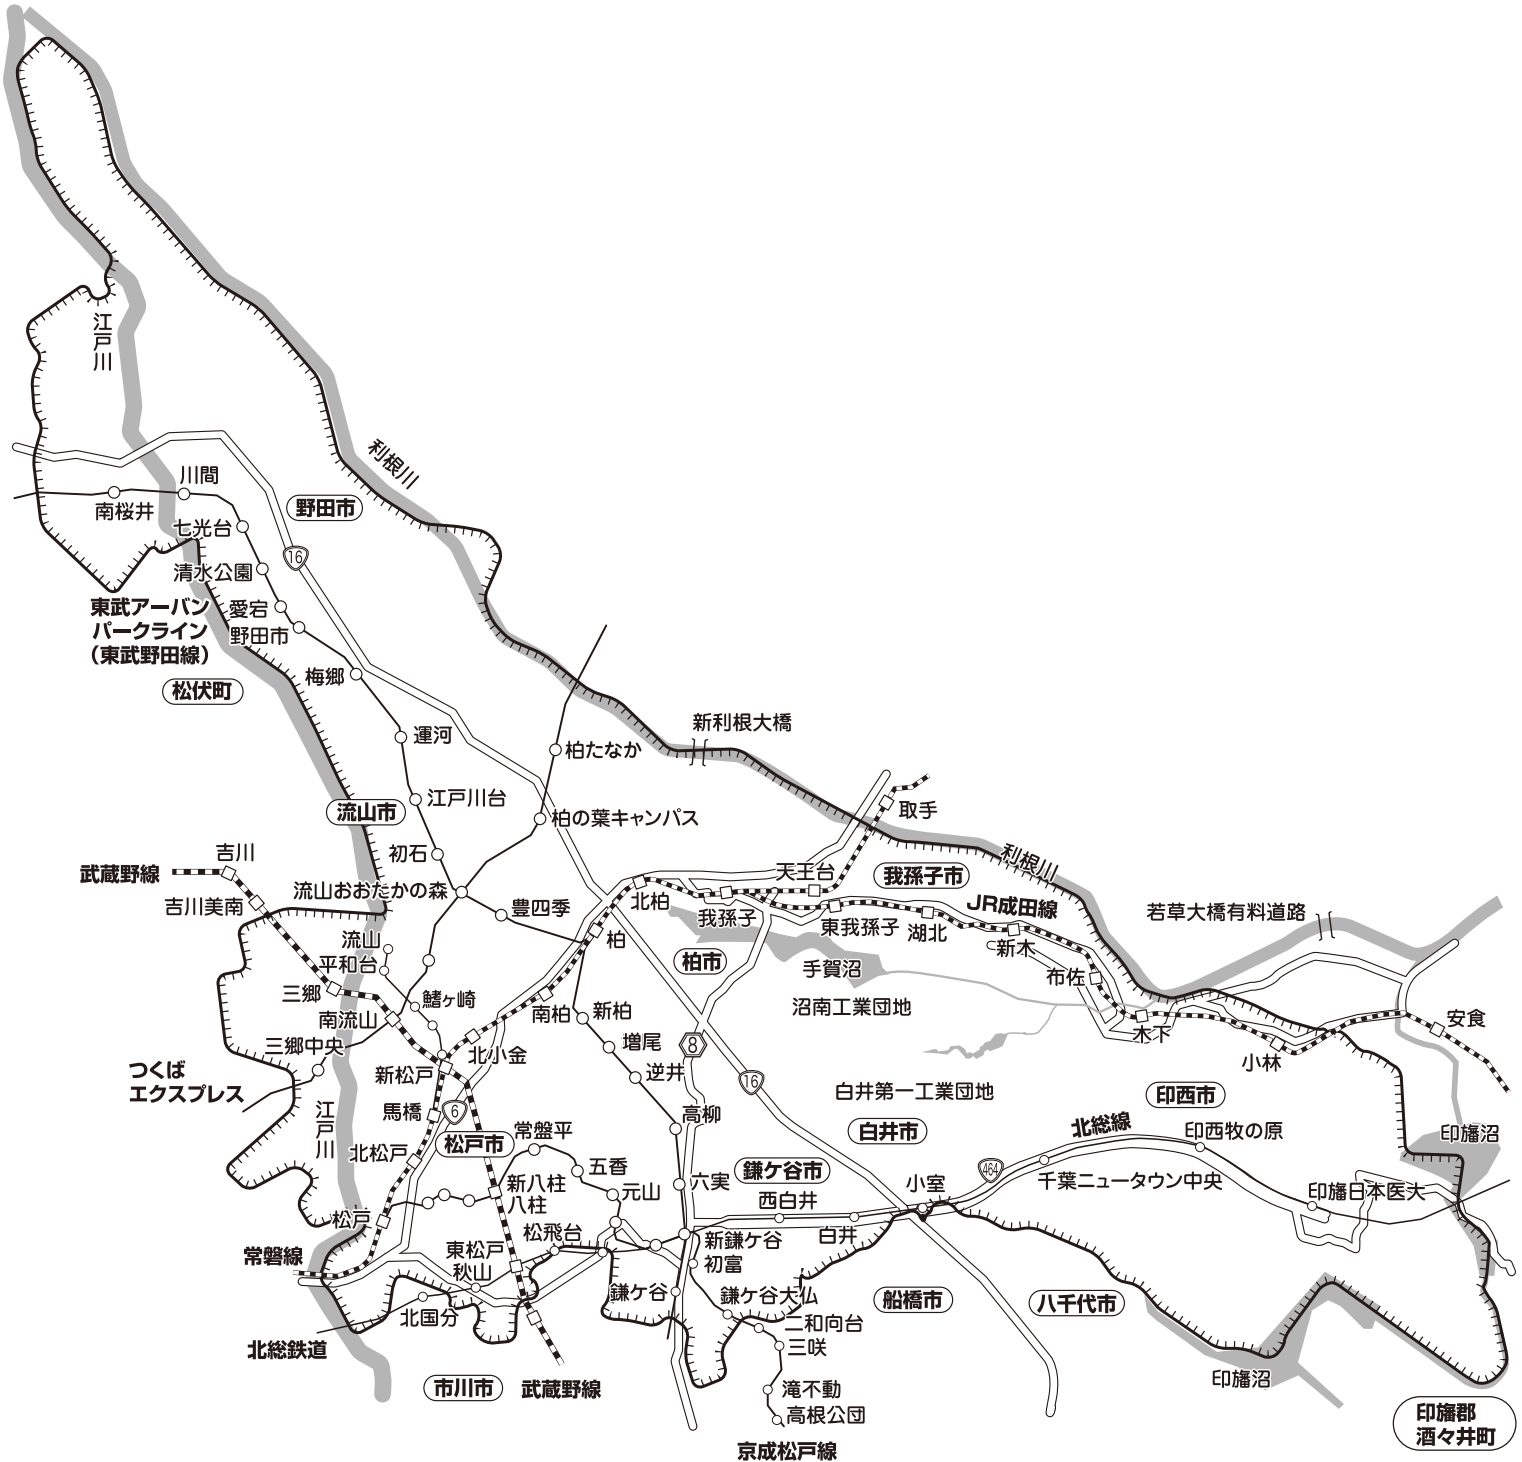 江戸川
利根川
川間
南桜井
野田市
七光台
16
清水公園
東武アーバン
パークライン
(東武野田線)
愛宕
野田市
梅郷
松伏町
新利根大橋
運河
柏たなか
江戸川台
流山市
柏の葉キャンパス
取手
初石
吉川
武蔵野線
天王台
我孫子市
利根川
流山おおたかの森
吉川美南
北柏
豊四季
我孫子
東我孫子
湖北
JR成田線
若草大橋有料道路
流山
柏
新木
平和台
柏市
手賀沼
布佐
三郷
鰭ヶ崎
南柏
新柏
沼南工業団地
南流山
木下
安食
三郷中央
北小金
増尾
8
小林
つくば
エクスプレス
新松戸
逆井
16
白井第一工業団地
印西市
江戸川
馬橋
6
高柳
松戸市
常盤平
白井市
北総線
印西牧の原
印旛沼
北松戸
五香
鎌ケ谷市
464
新八柱
八柱
元山
六実
西白井
小室
千葉ニュータウン中央
印旛日本医大
松戸
松飛台
新鎌ケ谷
白井
常磐線
東松戸
秋山
初富
鎌ケ谷
鎌ケ谷大仏
船橋市
八千代市
北国分
二和向台
三咲
北総鉄道
市川市
武蔵野線
滝不動
高根公団
印旛沼
京成松戸線
印旛郡
酒々井町